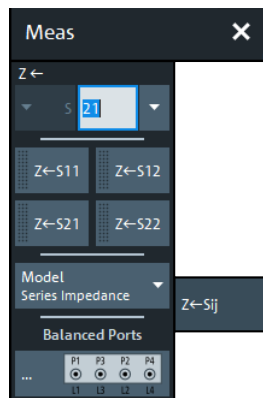 Meas ×
Z←
S 21
Z←S11 Z←S12
Z←S21 Z←S22
Model
Series Impedance
Z←Sij
Balanced Ports
... P1 P3 P2 P4
L1 L3 L2 L4